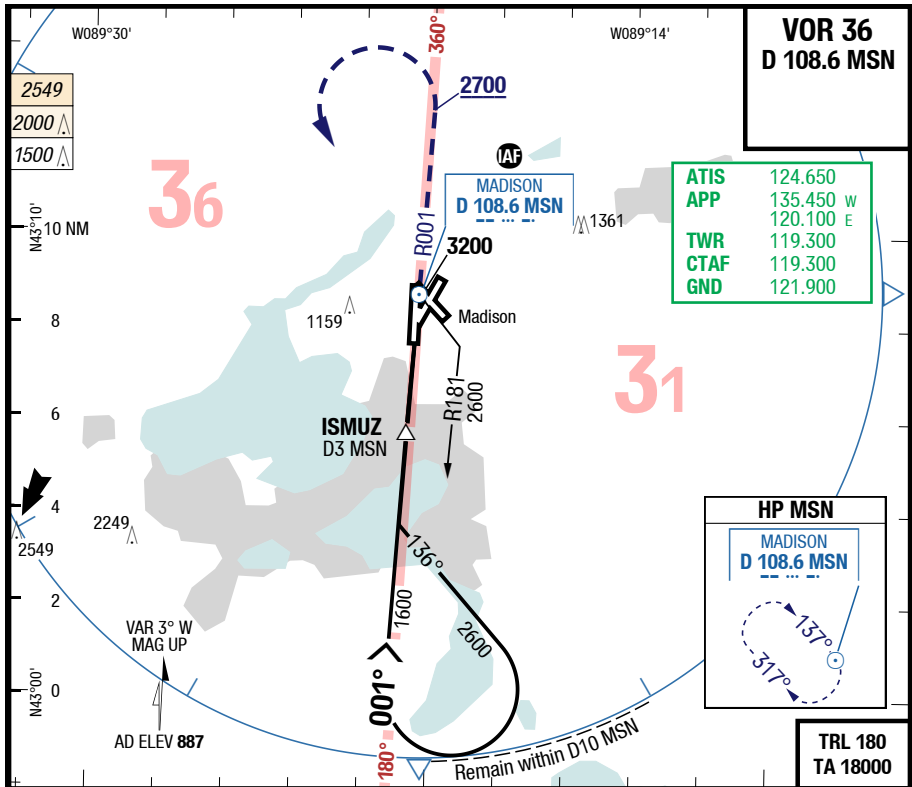 W089°30'
360°
W089°14'
VOR 36
D 108.6 MSN
2549
2000
1500
2700
IAF
MADISON
D 108.6 MSN
1361
ATIS 124.650
APP 135.450 W
120.100 E
TWR 119.300
CTAF 119.300
GND 121.900
36
N43°10'
10 NM
R001
3200
1159
8
Madison
31
R181
2600
6
ISMUZ
D3 MSN
4
2549
2249
136°
2600
1600
2
VAR 3° W
MAG UP
HP MSN
MADISON
D 108.6 MSN
137°
317°
N43°00'
0
001°
AD ELEV 887
180°
Remain within D10 MSN
TRL 180
TA 18000